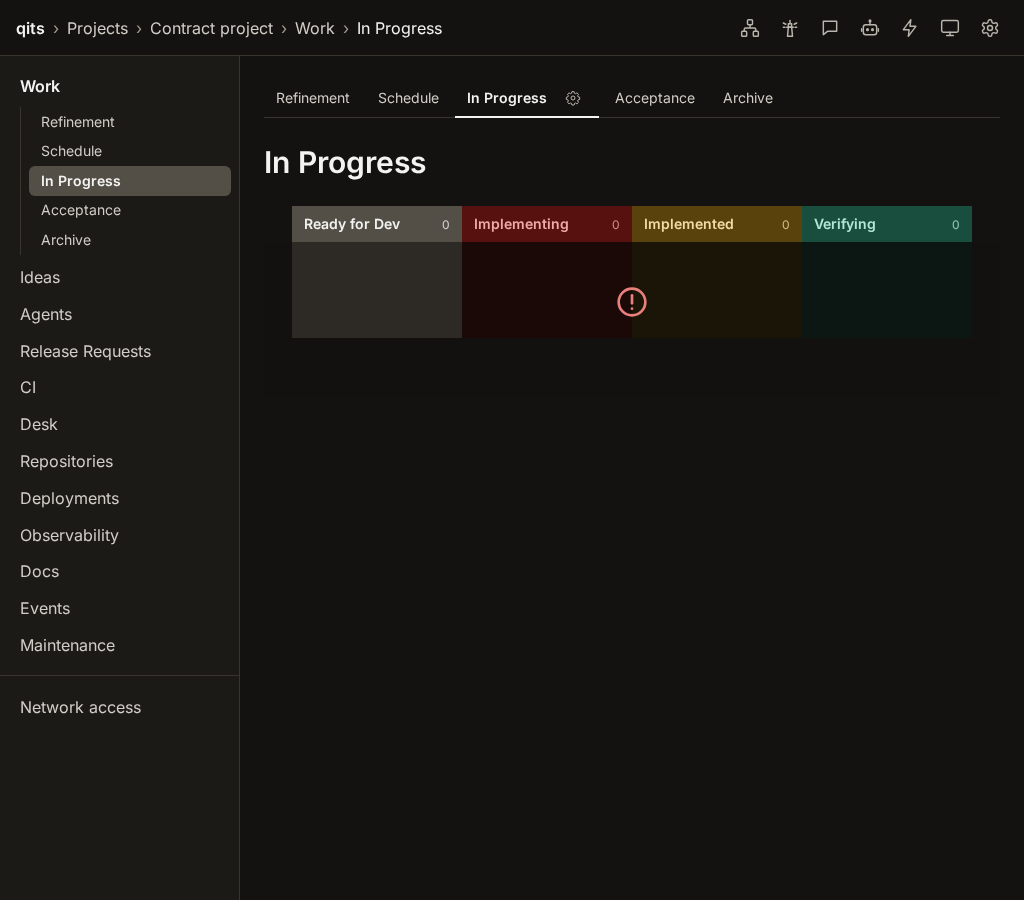 qits › Projects › Contract project › Work › In Progress
Work
Refinement
Schedule
In Progress
Acceptance
Archive
Ideas
Agents
Release Requests
CI
Desk
Repositories
Deployments
Observability
Docs
Events
Maintenance
Network access
Refinement Schedule In Progress Acceptance Archive
In Progress
Ready for Dev 0 Implementing 0 Implemented 0 Verifying 0